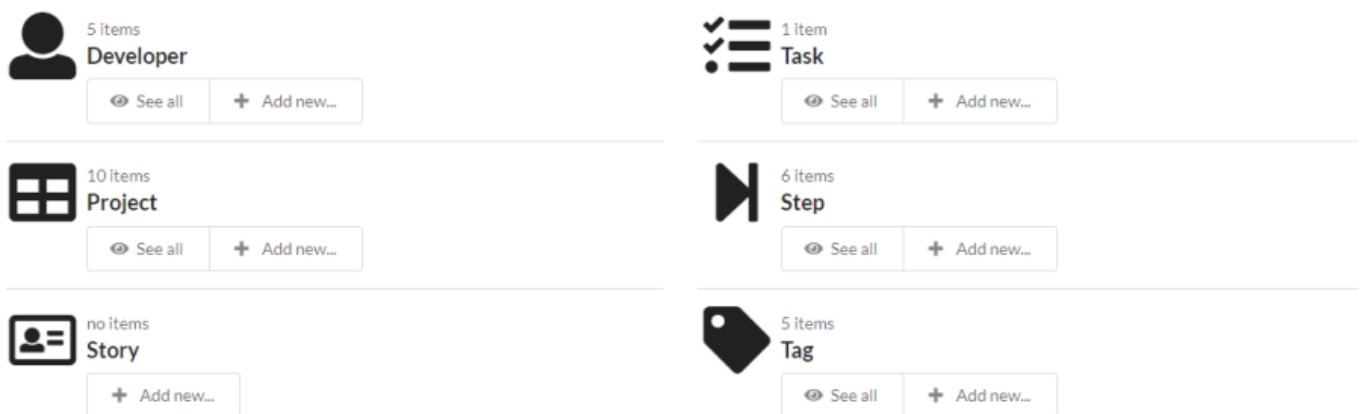 5 items
Developer
See all
Add new...
1 item
Task
See all
Add new...
10 items
Project
See all
Add new...
6 items
Step
See all
Add new...
no items
Story
Add new...
5 items
Tag
See all
Add new...